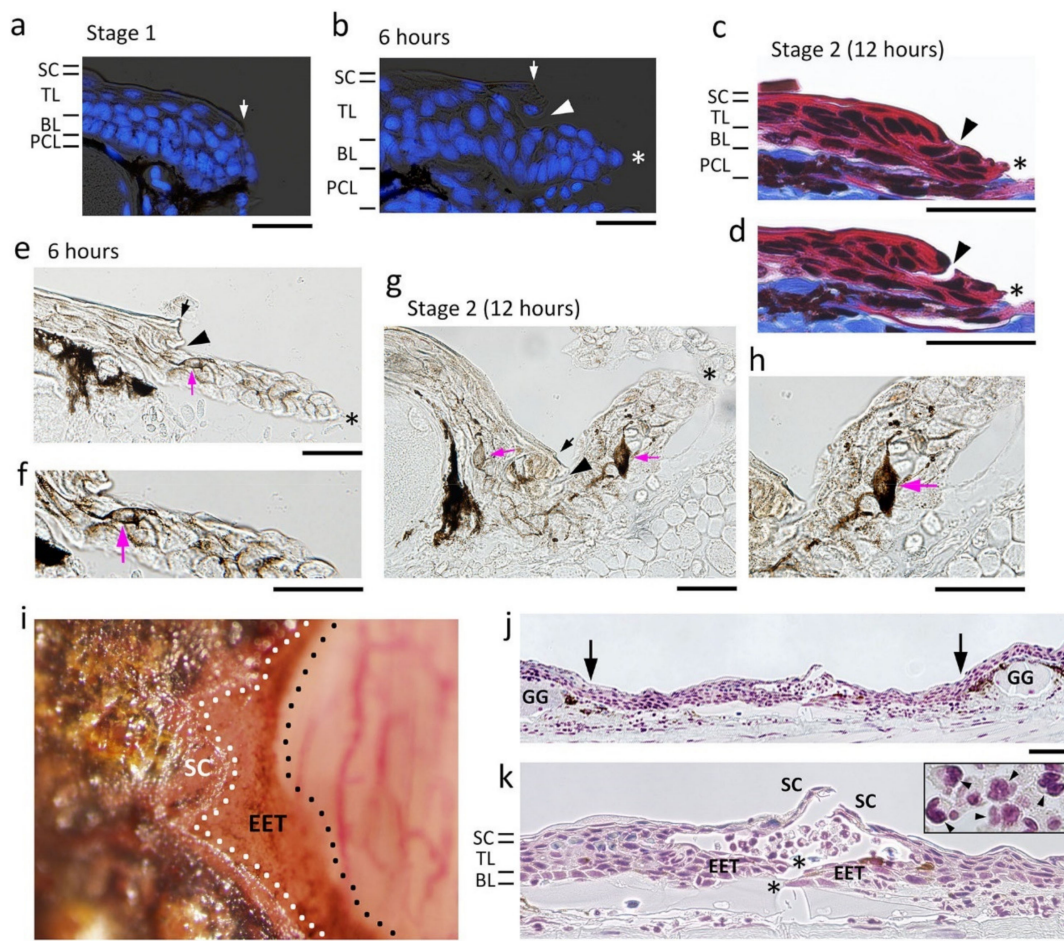 a Stage 1
SC
TL
BL
PCL
b 6 hours
SC
TL
BL
PCL
*
c Stage 2 (12 hours)
SC
TL
BL
PCL
*
d
*
e 6 hours
*
f
g
Stage 2 (12 hours)
*
h
i
SC
EET
j
GG
GG
k
SC
SC
SC
TL
BL
EET
*
EET
*